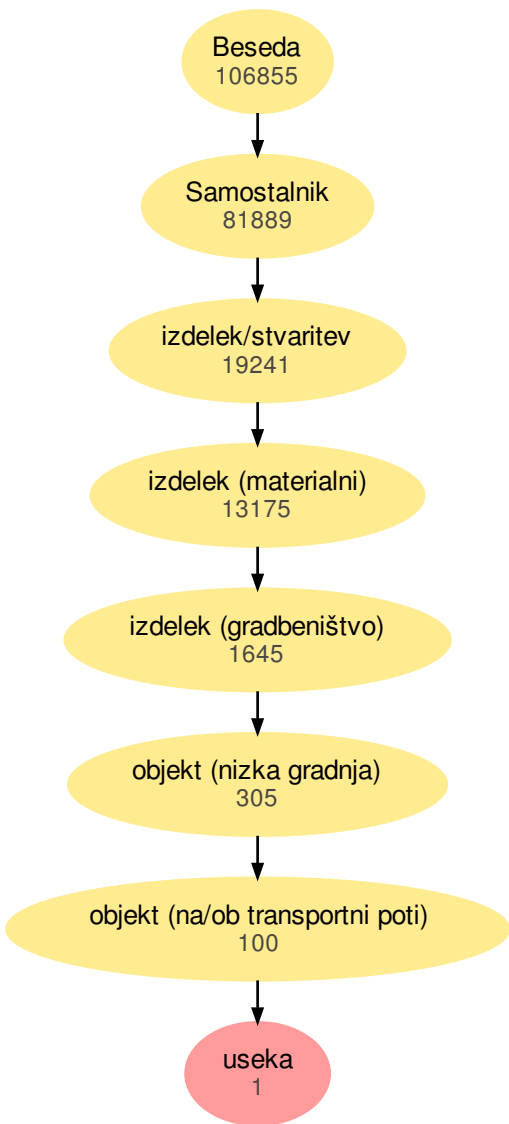 Beseda
106855
Samostalnik
81889
izdelek/stvaritev
19241
izdelek (materialni)
13175
izdelek (gradbeništvo)
1645
objekt (nizka gradnja)
305
objekt (na/ob transportni poti)
100
useka
1